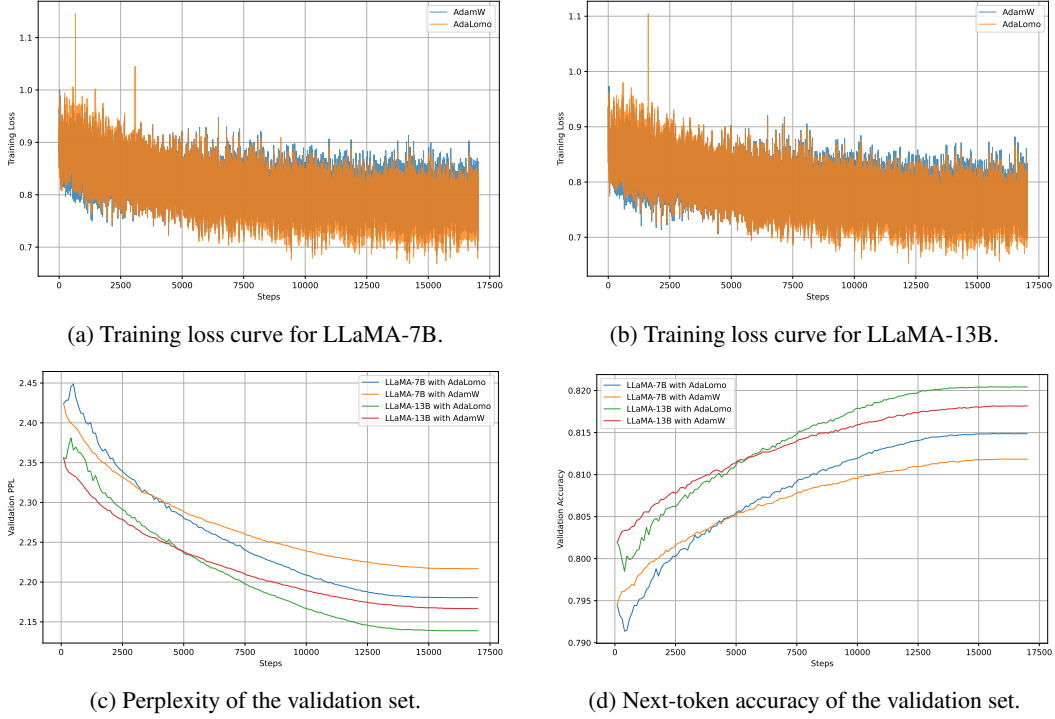 AdamW
AdaLomo
1.1
1.0
0.9
0.8
0.7
Training Loss
0
2500
5000
7500
10000
12500
15000
17500
Steps
(a) Training loss curve for LLaMA-7B.
AdamW
AdaLomo
1.1
1.0
0.9
0.8
0.7
Training Loss
0
2500
5000
7500
10000
12500
15000
17500
Steps
(b) Training loss curve for LLaMA-13B.
LLaMA-7B with AdaLomo
LLaMA-7B with AdamW
LLaMA-13B with AdaLomo
LLaMA-13B with AdamW
2.45
2.40
2.35
2.30
2.25
2.20
2.15
Validation PPL
0
2500
5000
7500
10000
12500
15000
17500
Steps
(c) Perplexity of the validation set.
LLaMA-7B with AdaLomo
LLaMA-7B with AdamW
LLaMA-13B with AdaLomo
LLaMA-13B with AdamW
0.820
0.815
0.810
0.805
0.800
0.795
0.790
Validation Accuracy
0
2500
5000
7500
10000
12500
15000
17500
Steps
(d) Next-token accuracy of the validation set.